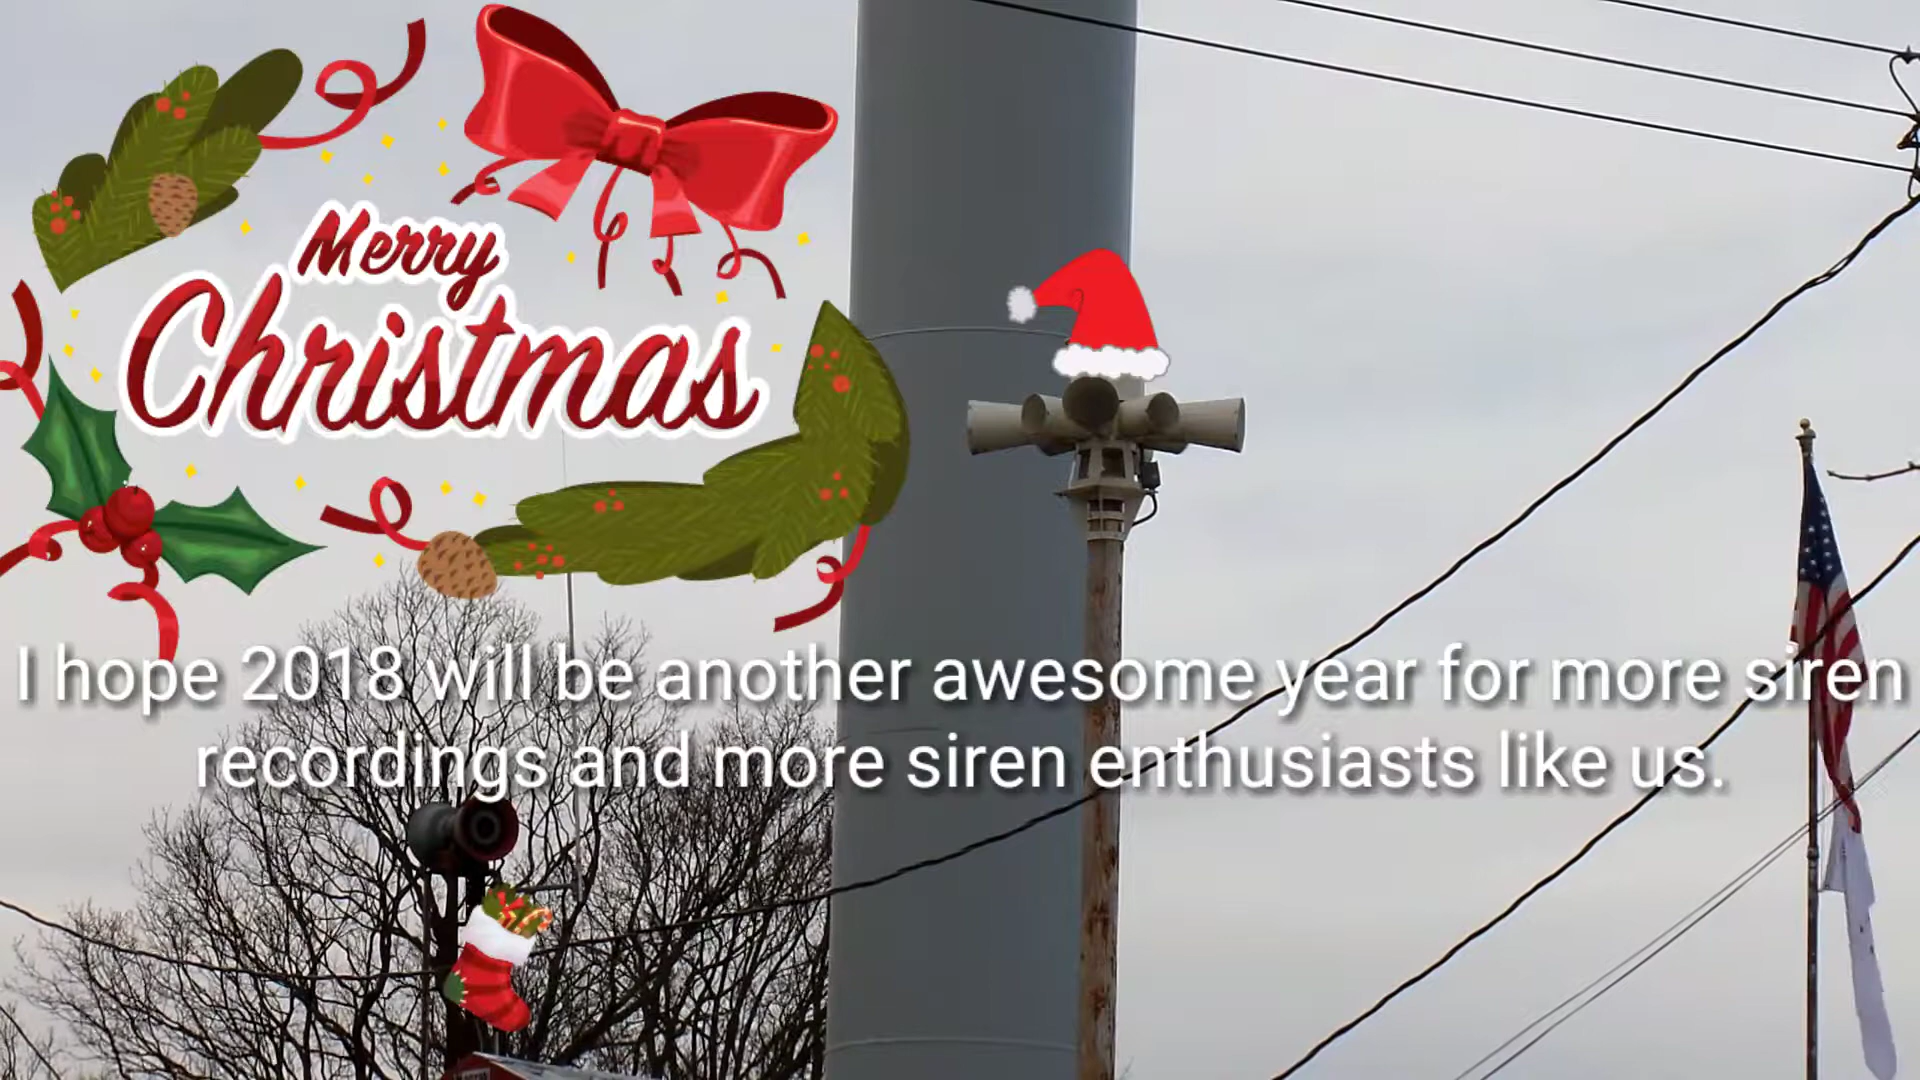 Merry
Christmas
I hope 2018 will be another awesome year for more siren
recordings and more siren enthusiasts like us.